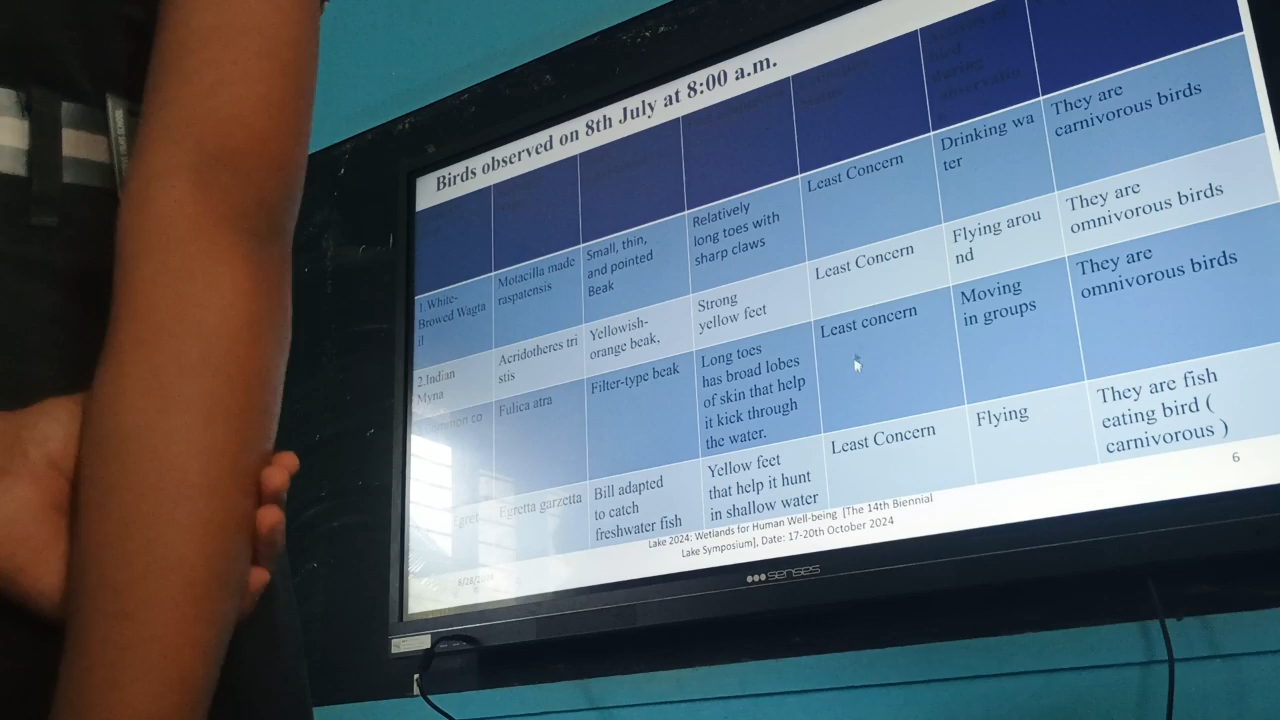 Birds observed on 8th July at 8:00 a.m.
bird
during
1.White-
Browed Wagta
il
Motacilla made
raspatensis
Small, thin,
and pointed
Beak
Relatively
long toes with
sharp claws
Least Concern
Drinking wa
ter
They are
carnivorous birds
2.Indian
Myna
Acridotheres tri
stis
Yellowish-
orange beak,
Strong
yellow feet
Least Concern
Flying arou
nd
They are
omnivorous birds
common co
Fulica atra
Filter-type beak
Long toes
has broad lobes
of skin that help
it kick through
the water.
Least concern
Moving
in groups
They are
omnivorous birds
Egret
Egretta garzetta
Bill adapted
to catch
freshwater fish
Yellow feet
that help it hunt
in shallow water
Least Concern
Flying
They are fish
eating bird (
carnivorous )
Lake 2024: Wetlands for Human Well-being [The 14th Biennial
Lake Symposium], Date: 17-20th October 2024
6
senses